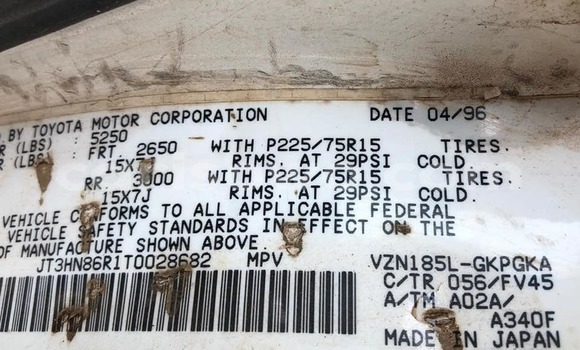 D BY TOYOTA MOTOR CORPORATION DATE 04/96
R (LBS) : 5250
R (LBS) FRT 2650 WITH P225/75R15 TIRES.
15X7J RIMS. AT 29PSI COLD.
RR 3000 WITH P225/75R15 TIRES.
15X7J RIMS. AT 29PSI COLD.
VEHICLE CONFORMS TO ALL APPLICABLE FEDERAL
VEHICLE SAFETY STANDARDS IN EFFECT ON THE
OF MANUFACTURE SHOWN ABOVE.
JT3HN86R1T0028682 MPV VZN185L-GKPGKA
C/TR 056/FV45
A/TM A02A/
A340F
MADE IN JAPAN